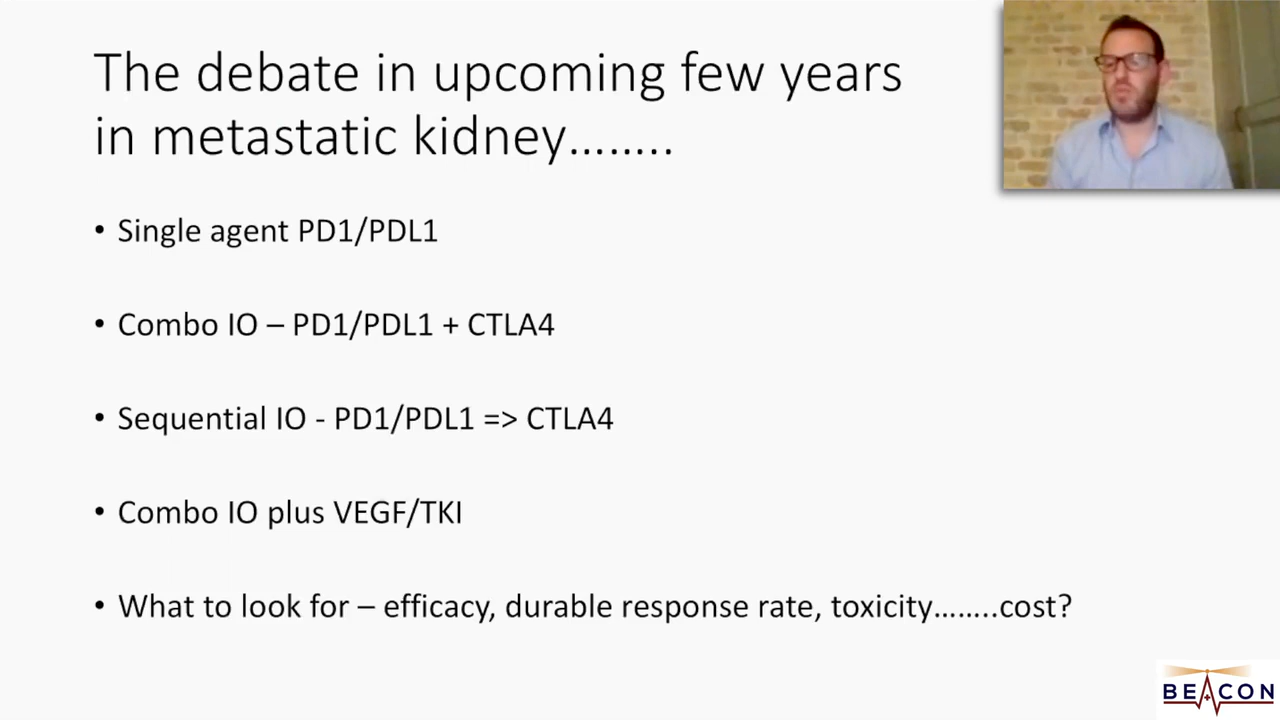 The debate in upcoming few years
in metastatic kidney……..
• Single agent PD1/PDL1
• Combo IO – PD1/PDL1 + CTLA4
• Sequential IO - PD1/PDL1 => CTLA4
• Combo IO plus VEGF/TKI
• What to look for – efficacy, durable response rate, toxicity……..cost?
BEACON